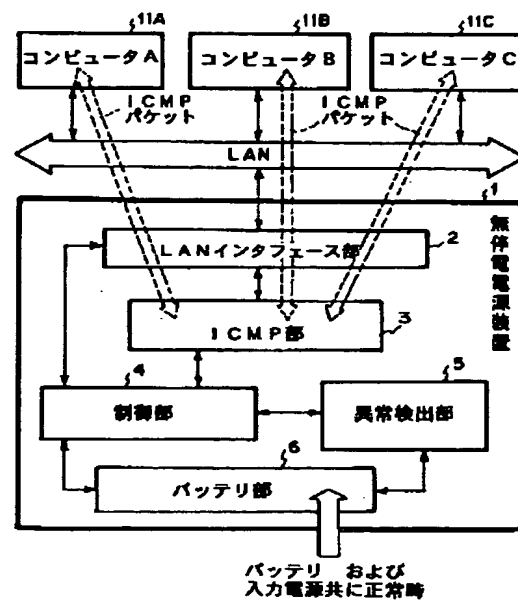 11A
11B
11C
コンピュータA
コンピュータB
コンピュータC
ICMP
パケット
ICMP
パケット
LAN
1
無体電電源装置
LANインタフェース部
2
ICMP部
3
4
制御部
5
異常検出部
6
バッテリ部
バッテリ および
入力電源共に正常時